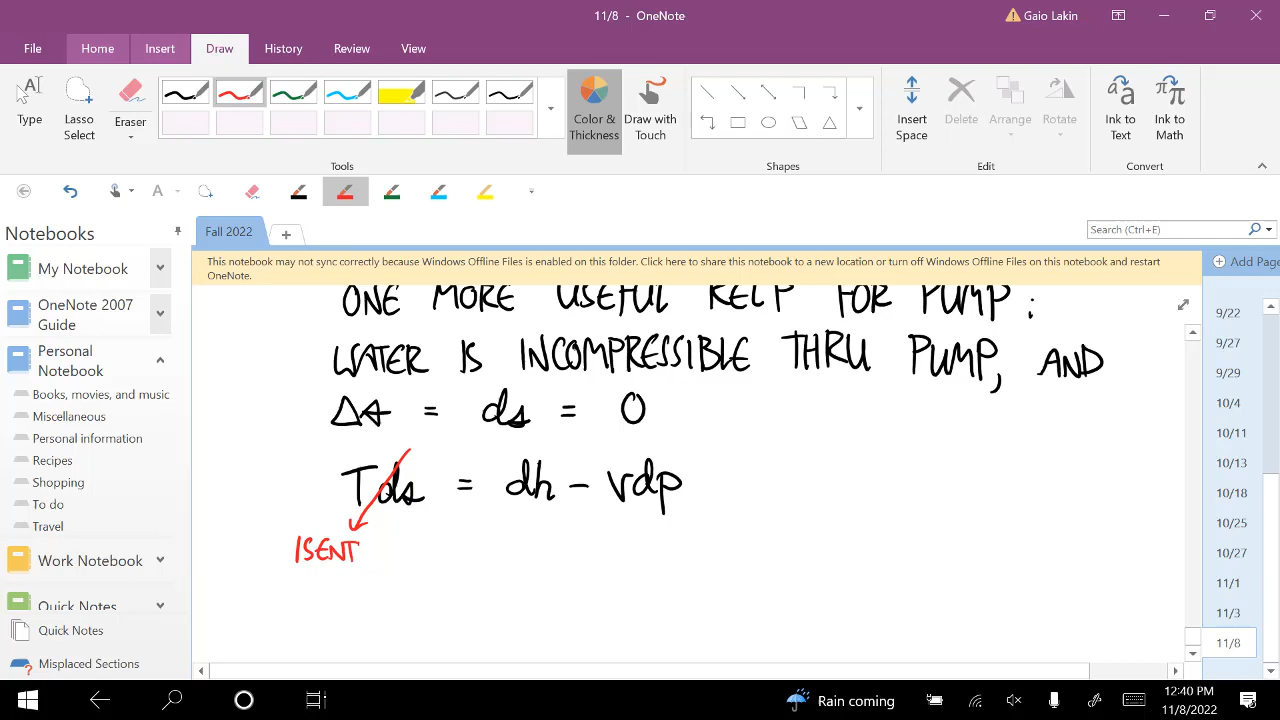 11/8 - OneNote
Gaio Lakin
File Home Insert Draw History Review View
Type
Lasso Select
Eraser
Color & Thickness
Draw with Touch
Insert Space
Delete
Arrange
Rotate
Ink to Text
Ink to Math
Tools
Shapes
Edit
Convert
Notebooks
Fall 2022
Search (Ctrl+E)
This notebook may not sync correctly because Windows Offline Files is enabled on this folder. Click here to share this notebook to a new location or turn off Windows Offline Files on this notebook and restart
OneNote.
Add Page
My Notebook
OneNote 2007 Guide
Personal Notebook
Books, movies, and music
Miscellaneous
Personal information
Recipes
Shopping
To do
Travel
Work Notebook
Quick Notes
Quick Notes
Misplaced Sections
ONE MORE USEFUL RELP FOR PUMP:
WATER IS INCOMPRESSIBLE THRU PUMP, AND
Δs = ds = 0
Tds = dh - vdp
ISENT
9/22
9/27
9/29
10/4
10/11
10/13
10/18
10/25
10/27
11/1
11/3
11/8
Rain coming
12:40 PM
11/8/2022